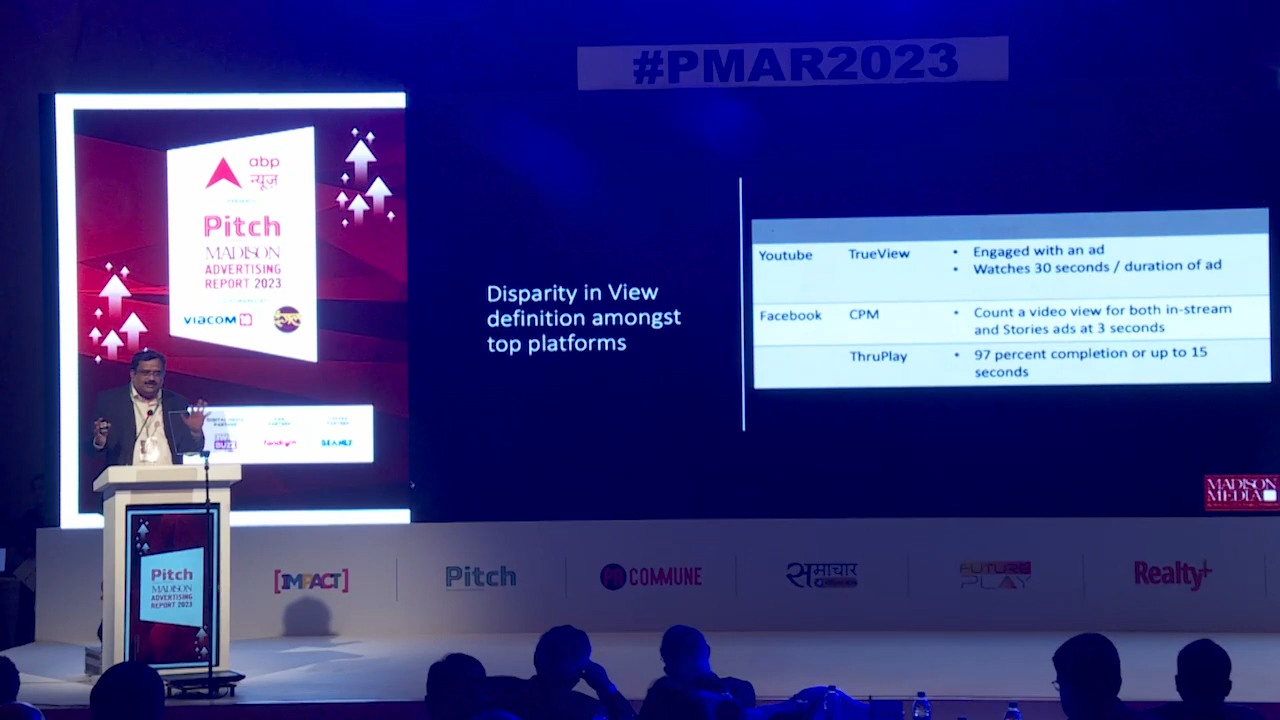 #PMAR2023
abp
न्यूज़
Pitch
MADISON
ADVERTISING
REPORT 2023
VIACOM18
Disparity in View
definition amongst
top platforms
Youtube TrueView • Engaged with an ad
• Watches 30 seconds / duration of ad
Facebook CPM • Count a video view for both in-stream
and Stories ads at 3 seconds
ThruPlay • 97 percent completion or up to 15
seconds
MADISON
MEDIA
Pitch
MADISON
ADVERTISING
REPORT 2023
[IMPACT]
Pitch
PR COMMUNE
समाचार
FUTURE
PLAY
Realty+